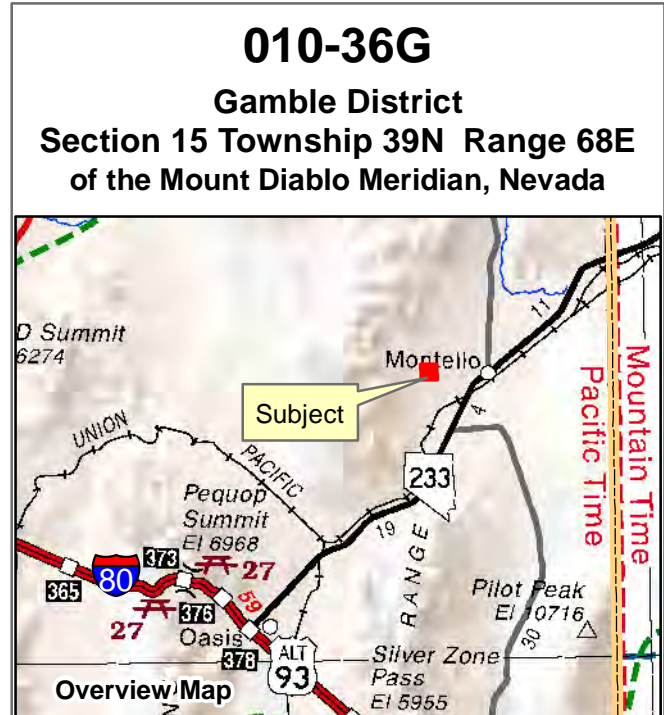 010-36G
Gamble District
Section 15 Township 39N Range 68E
of the Mount Diablo Meridian, Nevada
D Summit
6274
11
Montello
Mountain Time
Pacific Time
Subject
4
UNION
PACIFIC
233
Pequop
Summit
El 6968
19
RANGE
373
27
80
365
59
Pilot Peak
El 10716
376
27
30
Oasis
378
ALT
93
Silver Zone
Pass
El 5955
Overview Map